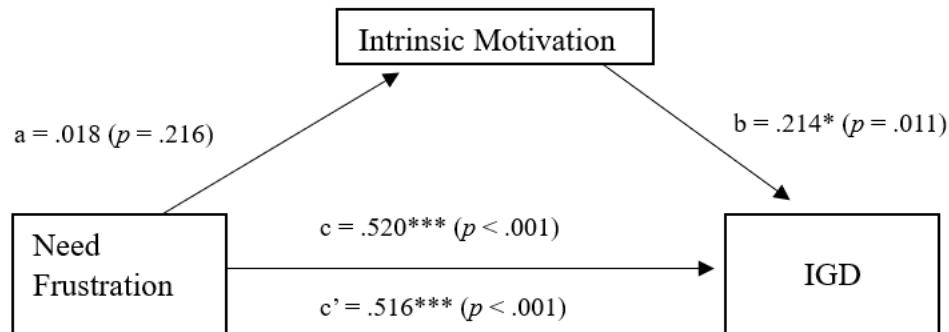 Intrinsic Motivation
a = .018 (p = .216)
b = .214* (p = .011)
Need
Frustration
c = .520*** (p < .001)
c’ = .516*** (p < .001)
IGD